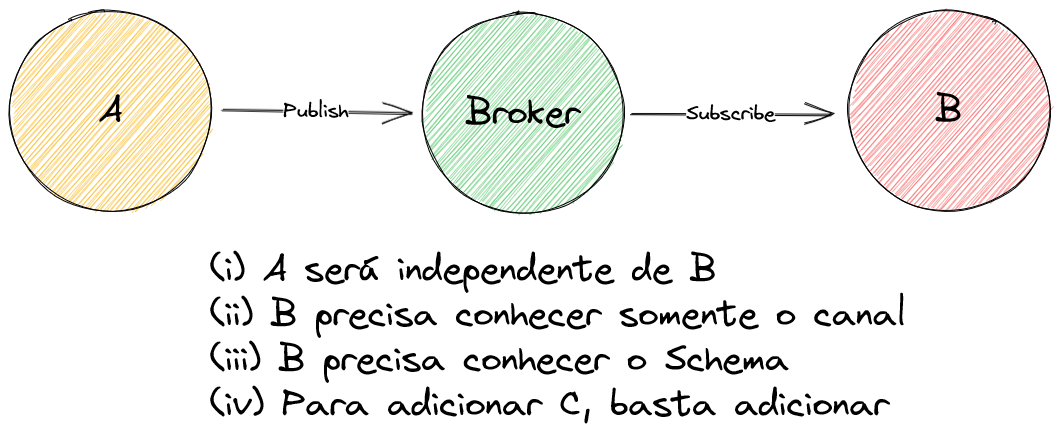 A
Publish
Broker
Subscribe
B
(i) A será independente de B
(ii) B precisa conhecer somente o canal
(iii) B precisa conhecer o Schema
(iv) Para adicionar C, basta adicionar